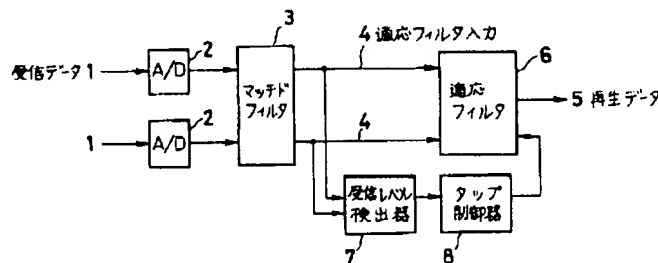 3
4 適応フィルタ入力
2
6
受信データ 1
A/D
マッチド
フィルタ
適応
フィルタ
5 再生データ
2
4
1
A/D
受信レベル
検出器
タップ
制御器
7
8